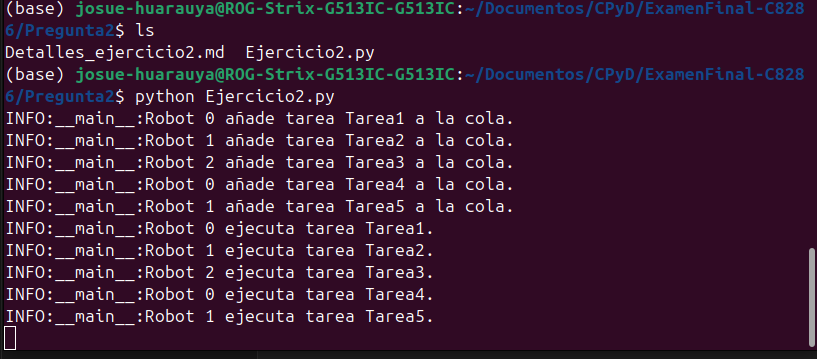 (base) josue-huarauya@ROG-Strix-G513IC-G513IC:~/Documentos/CPyD/ExamenFinal-C828
6/Pregunta2$ ls
Detalles_ejercicio2.md  Ejercicio2.py
(base) josue-huarauya@ROG-Strix-G513IC-G513IC:~/Documentos/CPyD/ExamenFinal-C828
6/Pregunta2$ python Ejercicio2.py
INFO:__main__:Robot 0 añade tarea Tarea1 a la cola.
INFO:__main__:Robot 1 añade tarea Tarea2 a la cola.
INFO:__main__:Robot 2 añade tarea Tarea3 a la cola.
INFO:__main__:Robot 0 añade tarea Tarea4 a la cola.
INFO:__main__:Robot 1 añade tarea Tarea5 a la cola.
INFO:__main__:Robot 0 ejecuta tarea Tarea1.
INFO:__main__:Robot 1 ejecuta tarea Tarea2.
INFO:__main__:Robot 2 ejecuta tarea Tarea3.
INFO:__main__:Robot 0 ejecuta tarea Tarea4.
INFO:__main__:Robot 1 ejecuta tarea Tarea5.